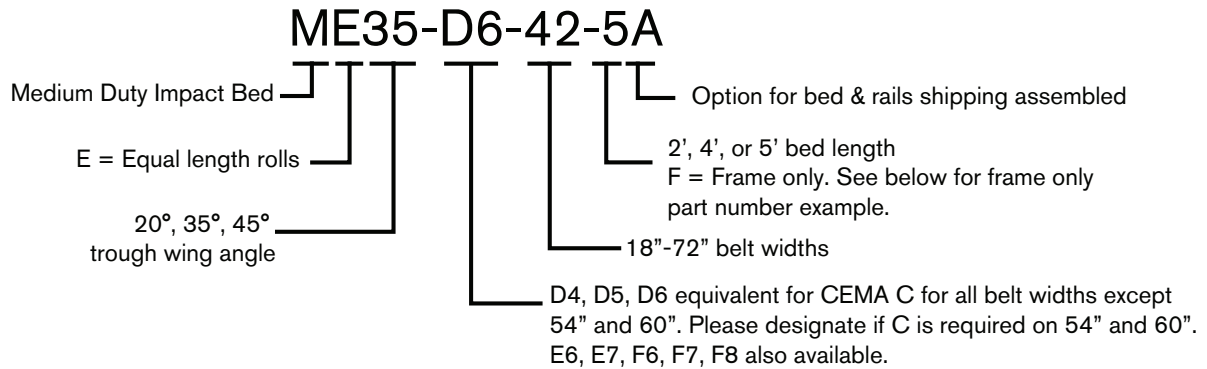 ME35-D6-42-5A
Medium Duty Impact Bed
Option for bed & rails shipping assembled
E = Equal length rolls
2’, 4’, or 5’ bed length
F = Frame only. See below for frame only
part number example.
20°, 35°, 45°
trough wing angle
18”-72” belt widths
D4, D5, D6 equivalent for CEMA C for all belt widths except
54” and 60”. Please designate if C is required on 54” and 60”.
E6, E7, F6, F7, F8 also available.